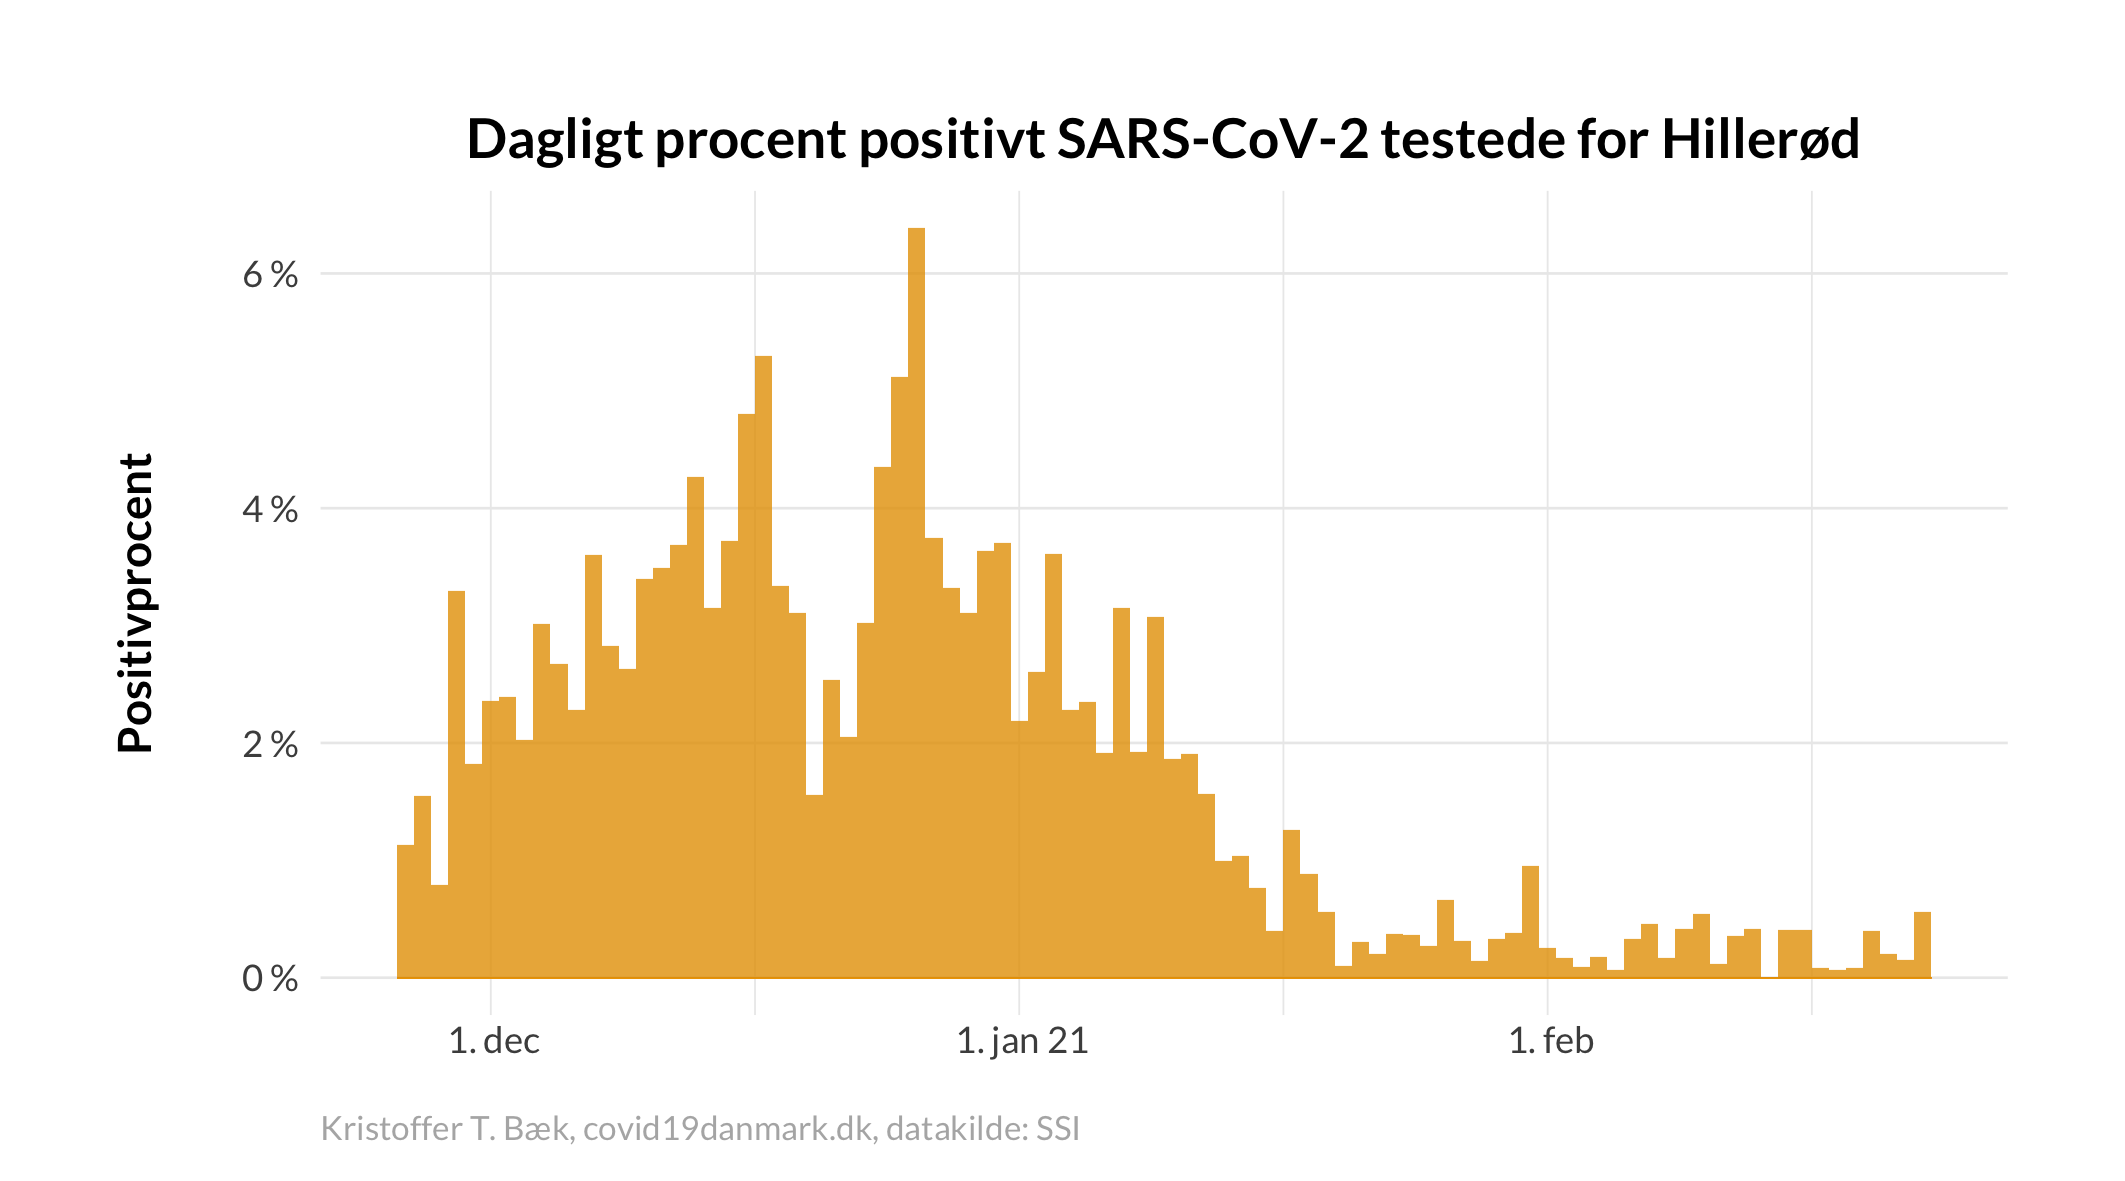 Dagligt procent positivt SARS-CoV-2 testede for Hillerød
Positivprocent
6 %
4 %
2 %
0 %
1. dec
1. jan 21
1. feb
Kristoffer T. Bæk, covid19danmark.dk, datakilde: SSI